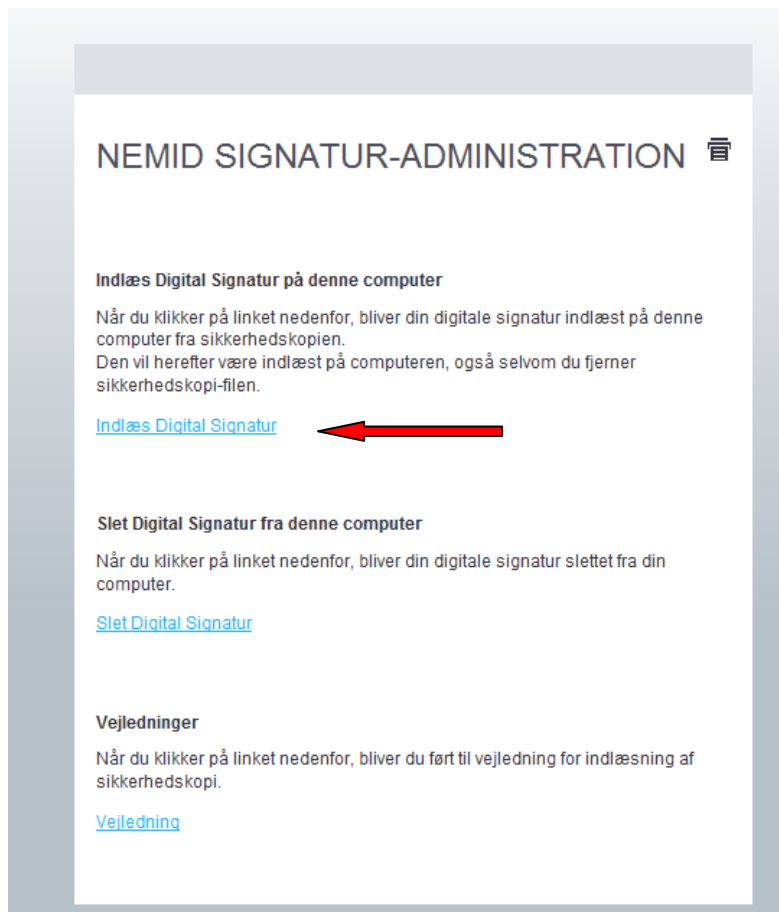 NEMID SIGNATUR-ADMINISTRATION
Indlæs Digital Signatur på denne computer
Når du klikker på linket nedenfor, bliver din digitale signatur indlæst på denne
computer fra sikkerhedskopien.
Den vil herefter være indlæst på computeren, også selvom du fjerner
sikkerhedskopi-filen.
Indlæs Digital Signatur
Slet Digital Signatur fra denne computer
Når du klikker på linket nedenfor, bliver din digitale signatur slettet fra din
computer.
Slet Digital Signatur
Vejledninger
Når du klikker på linket nedenfor, bliver du ført til vejledning for indlæsning af
sikkerhedskopi.
Vejledning